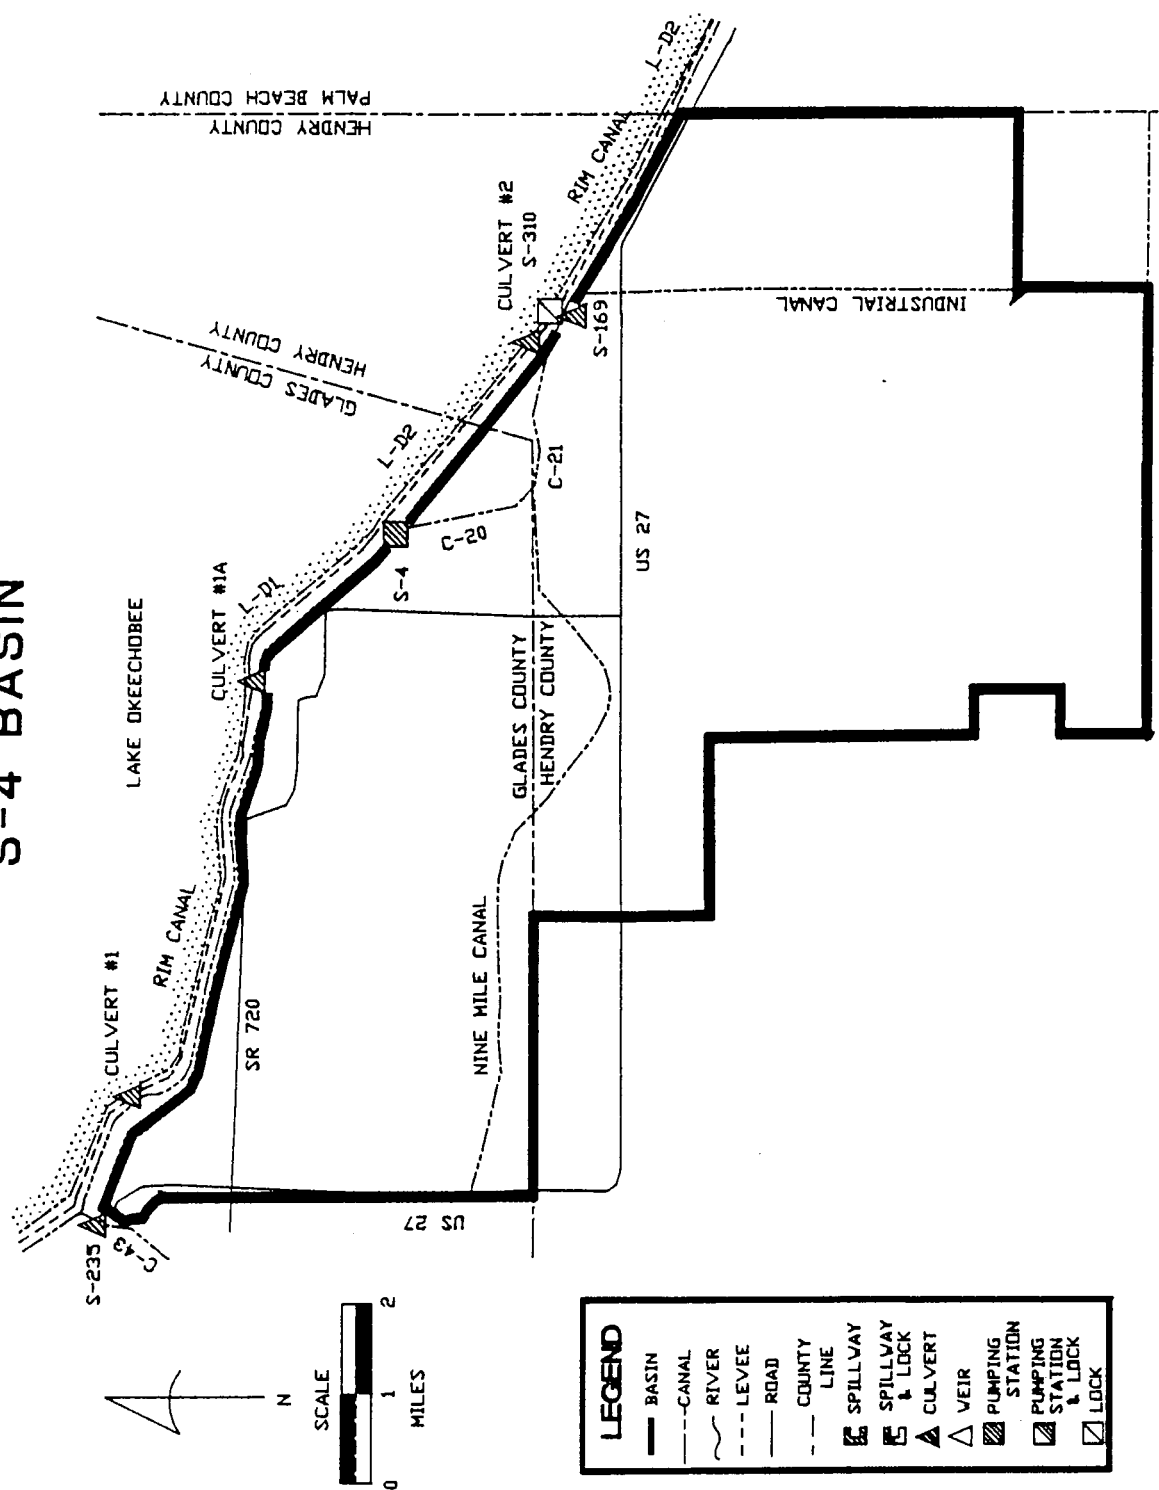 S-4 BASIN
LAKE OKEECHOBEE
PALM BEACH COUNTY
HENDRY COUNTY
HENDRY COUNTY
GLADES COUNTY
L-D2
RIM CANAL
CULVERT #2
S-310
S-169
INDUSTRIAL CANAL
L-D2
C-21
C-20
S-4
US 27
L-D1
CULVERT #1A
GLADES COUNTY
HENDRY COUNTY
NINE MILE CANAL
RIM CANAL
CULVERT #1
SR 720
US 27
S-235
C-43
N
SCALE
0 1 2
MILES
LEGEND
BASIN
CANAL
RIVER
LEVEE
ROAD
COUNTY
LINE
SPILLWAY
SPILLWAY
& LOCK
CULVERT
WEIR
PUMPING
STATION
PUMPING
STATION
& LOCK
LOCK